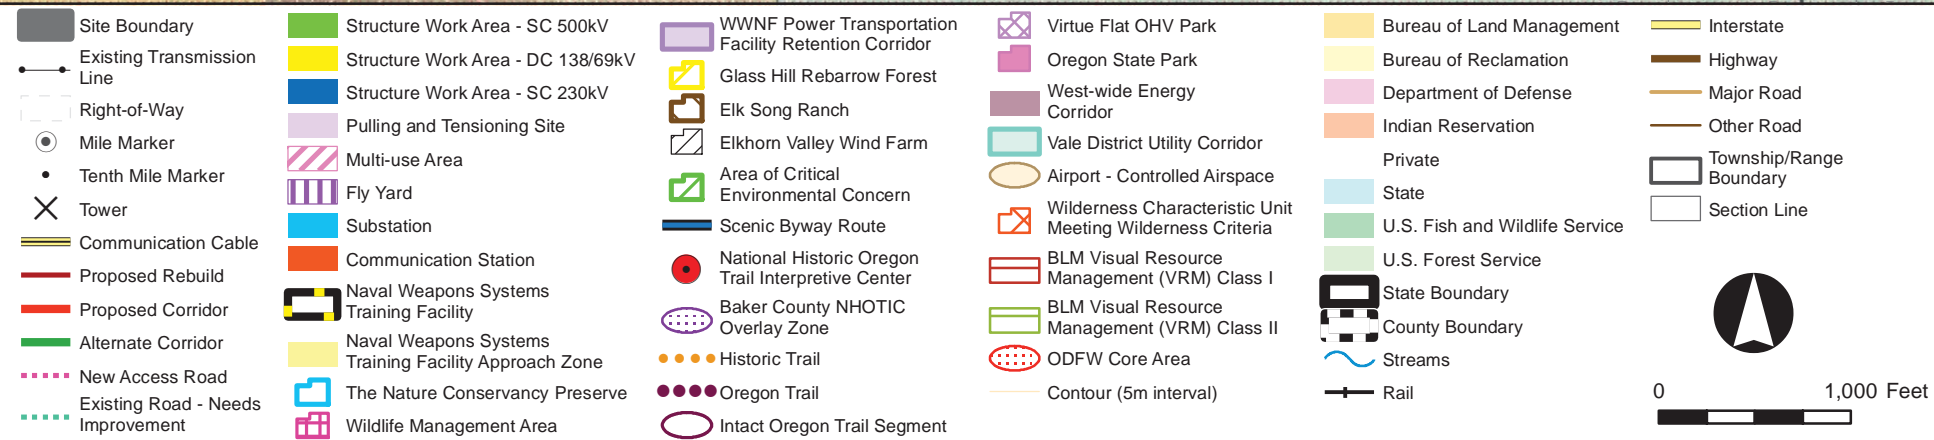 Site Boundary
Existing Transmission
Line
Right-of-Way
Mile Marker
Tenth Mile Marker
Tower
Communication Cable
Proposed Rebuild
Proposed Corridor
Alternate Corridor
New Access Road
Existing Road - Needs
Improvement
Structure Work Area - SC 500kV
Structure Work Area - DC 138/69kV
Structure Work Area - SC 230kV
Pulling and Tensioning Site
Multi-use Area
Fly Yard
Substation
Communication Station
Naval Weapons Systems
Training Facility
Naval Weapons Systems
Training Facility Approach Zone
The Nature Conservancy Preserve
Wildlife Management Area
WWNF Power Transportation
Facility Retention Corridor
Glass Hill Rebarrow Forest
Elk Song Ranch
Elkhorn Valley Wind Farm
Area of Critical
Environmental Concern
Scenic Byway Route
National Historic Oregon
Trail Interpretive Center
Baker County NHOTIC
Overlay Zone
Historic Trail
Oregon Trail
Intact Oregon Trail Segment
Virtue Flat OHV Park
Oregon State Park
West-wide Energy
Corridor
Vale District Utility Corridor
Airport - Controlled Airspace
Wilderness Characteristic Unit
Meeting Wilderness Criteria
BLM Visual Resource
Management (VRM) Class I
BLM Visual Resource
Management (VRM) Class II
ODFW Core Area
Contour (5m interval)
Bureau of Land Management
Bureau of Reclamation
Department of Defense
Indian Reservation
Private
State
U.S. Fish and Wildlife Service
U.S. Forest Service
State Boundary
County Boundary
Streams
Rail
Interstate
Highway
Major Road
Other Road
Township/Range
Boundary
Section Line
0 1,000 Feet